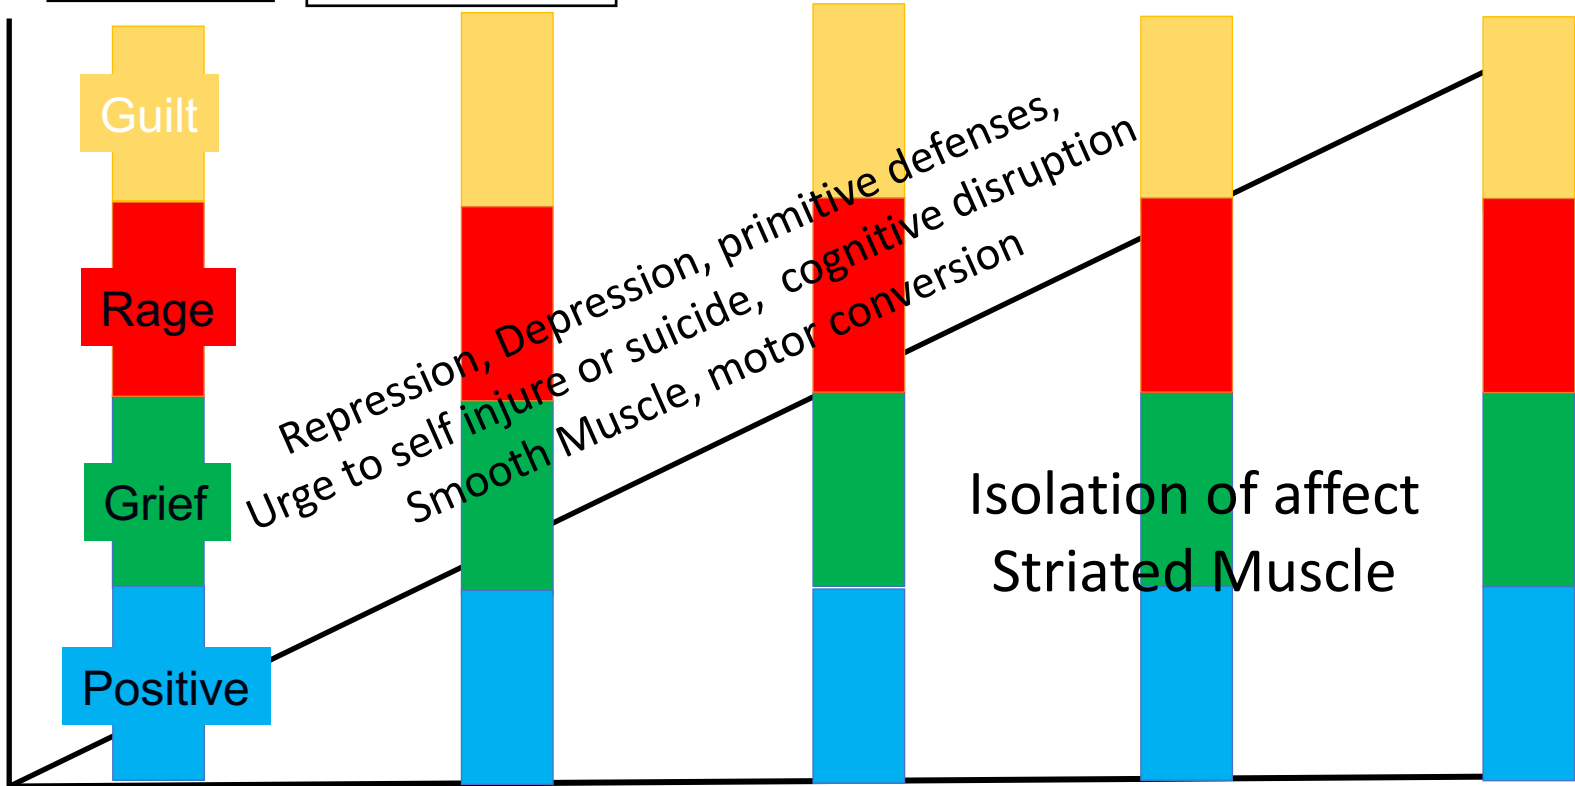 Guilt
Rage
Grief
Positive
Repression, Depression, primitive defenses,
Urge to self injure or suicide, cognitive disruption
Smooth Muscle, motor conversion
Isolation of affect
Striated Muscle